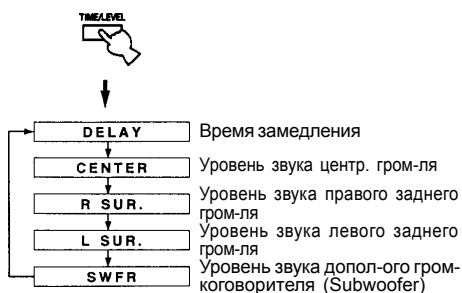 TIME/LEVEL
DELAY Время замедления
CENTER Уровень звука центр. гром-ля
R SUR. Уровень звука правого заднего
гром-ля
L SUR. Уровень звука левого заднего
гром-ля
SWFR Уровень звука допол-ого гром-
коговорителя (Subwoofer)